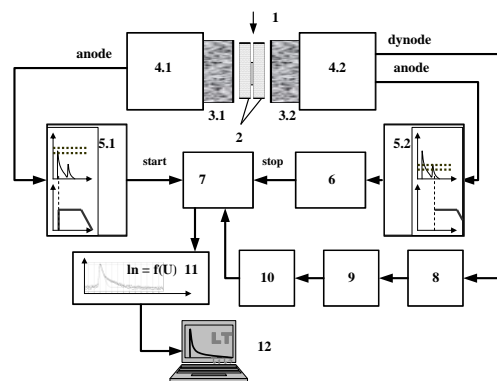 1
dynode
anode
4.1
4.2
anode
3.1
3.2
2
5.1
5.2
start
stop
7
6
ln = f(U) 11
10
9
8
LT
12